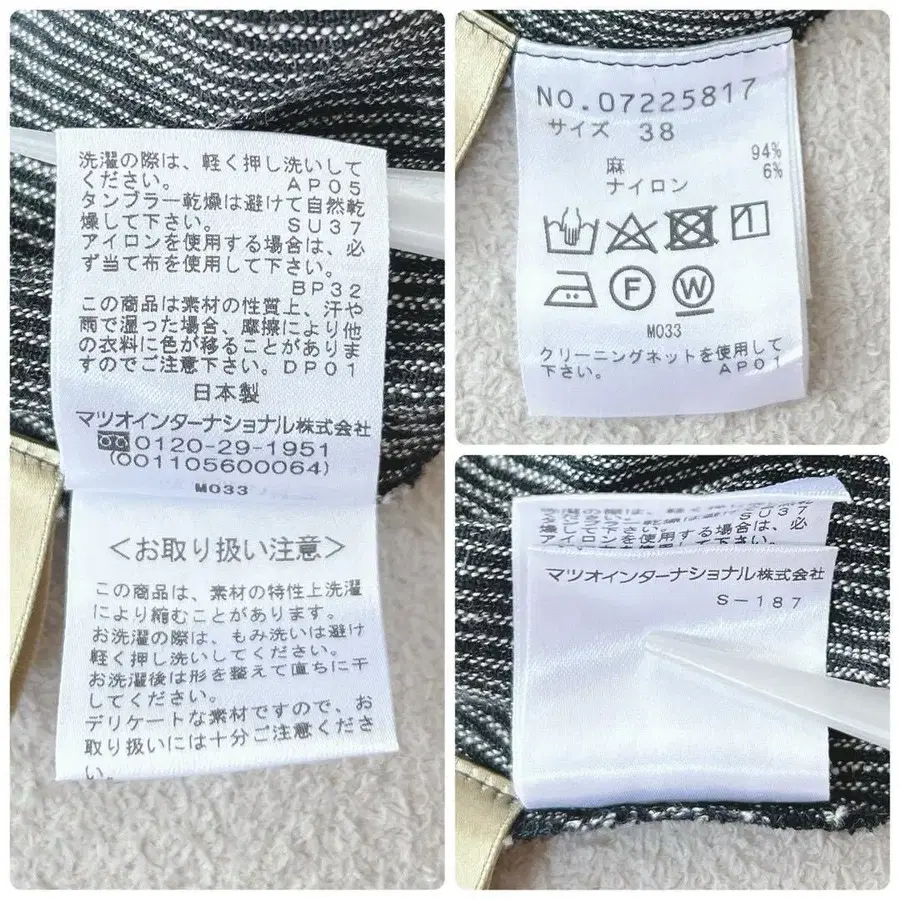 洗濯の際は、軽く押し洗いして
ください。 AP05
タンブラー乾燥は避けて自然乾
燥して下さい。 SU37
アイロンを使用する場合は、必
ず当て布を使用して下さい。
BP32
この商品は素材の性質上、汗や
雨で湿った場合、摩擦により他
の衣料に色が移ることがありま
すのでご注意下さい。DP01
日本製
マツオインターナショナル株式会社
0120-29-1951
(001105600064)
M033
<お取り扱い注意>
この商品は、素材の特性上洗濯
により縮むことがあります。
お洗濯の際は、もみ洗いは避け
軽く押し洗いしてください。
お洗濯後は形を整えて直ちに干
してください。
デリケートな素材ですので、お
取り扱いには十分ご注意くださ
い。
NO.07225817
サイズ 38
麻 94%
ナイロン 6%
F
W
M033
クリーニングネットを使用して
下さい。 AP01
SU37
アイロンを使用する場合は、必
マツオインターナショナル株式会社
S-187